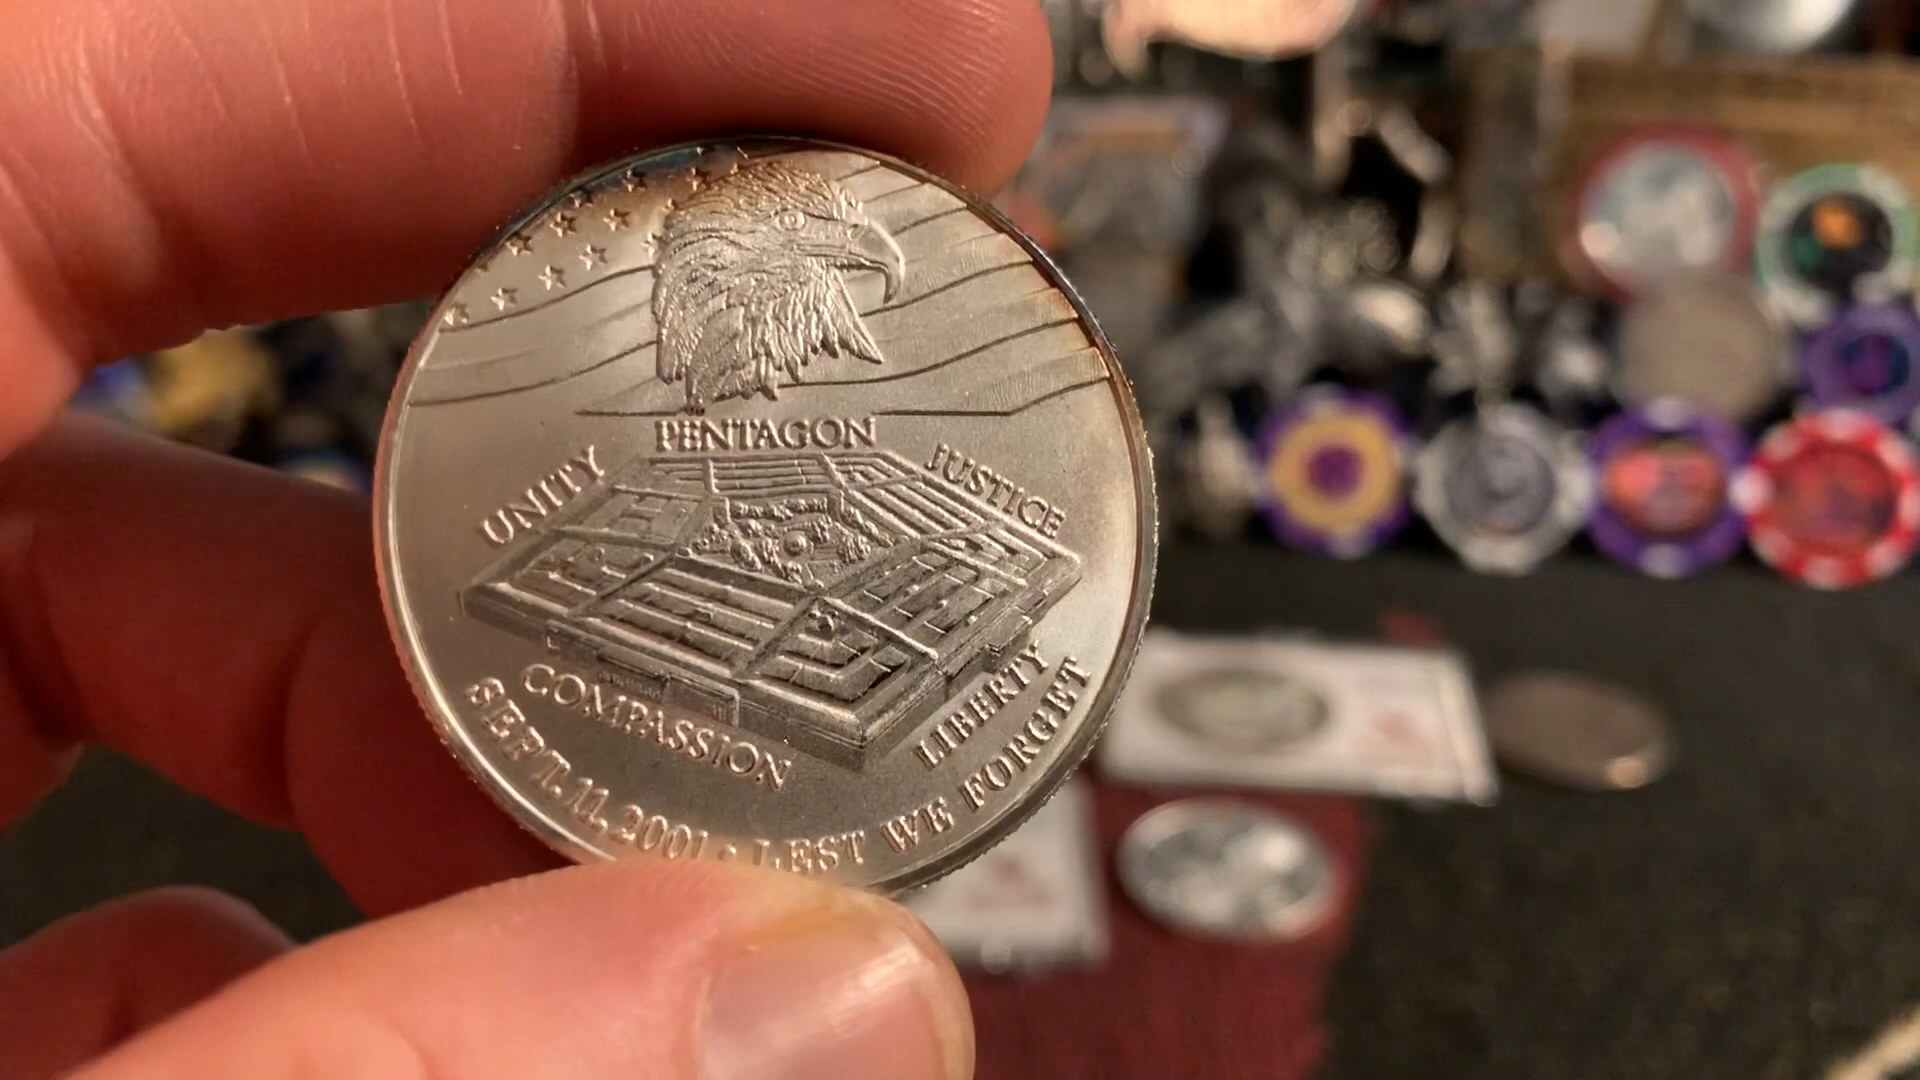 PENTAGON
UNITY
JUSTICE
COMPASSION
LIBERTY
SEPT. 11, 2001 • LEST WE FORGET